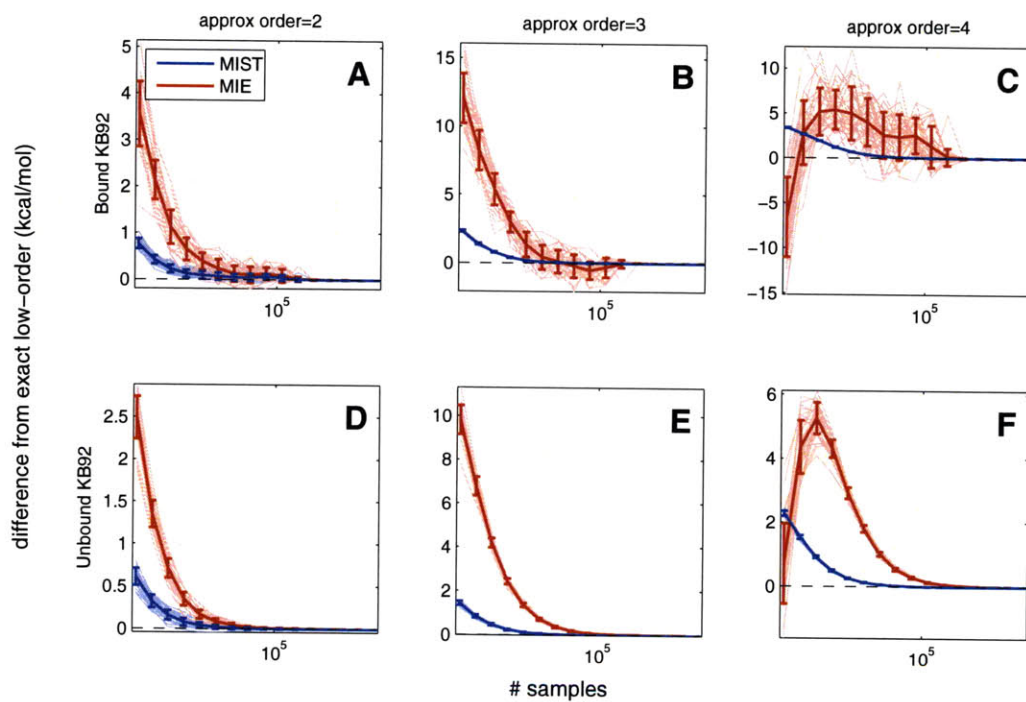 approx order=2
approx order=3
approx order=4
difference from exact low-order (kcal/mol)
Bound KB92
5
4
3
2
1
0
MIST
MIE
A
10^5
15
10
5
0
B
10^5
10
5
0
−5
−10
−15
C
10^5
Unbound KB92
2.5
2
1.5
1
0.5
0
D
10^5
10
8
6
4
2
0
E
10^5
6
4
2
0
F
10^5
# samples